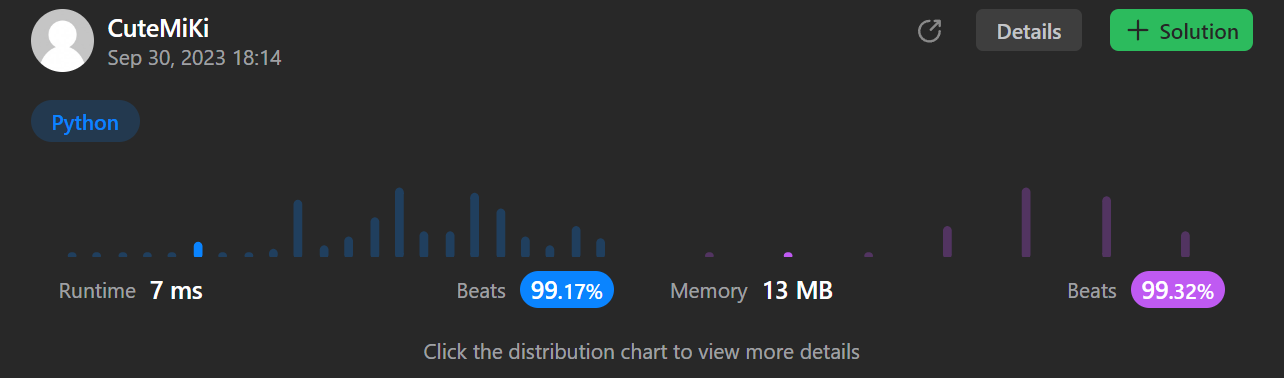 CuteMiKi
Sep 30, 2023 18:14
Details
+ Solution
Python
Runtime 7 ms Beats 99.17%
Memory 13 MB Beats 99.32%
Click the distribution chart to view more details